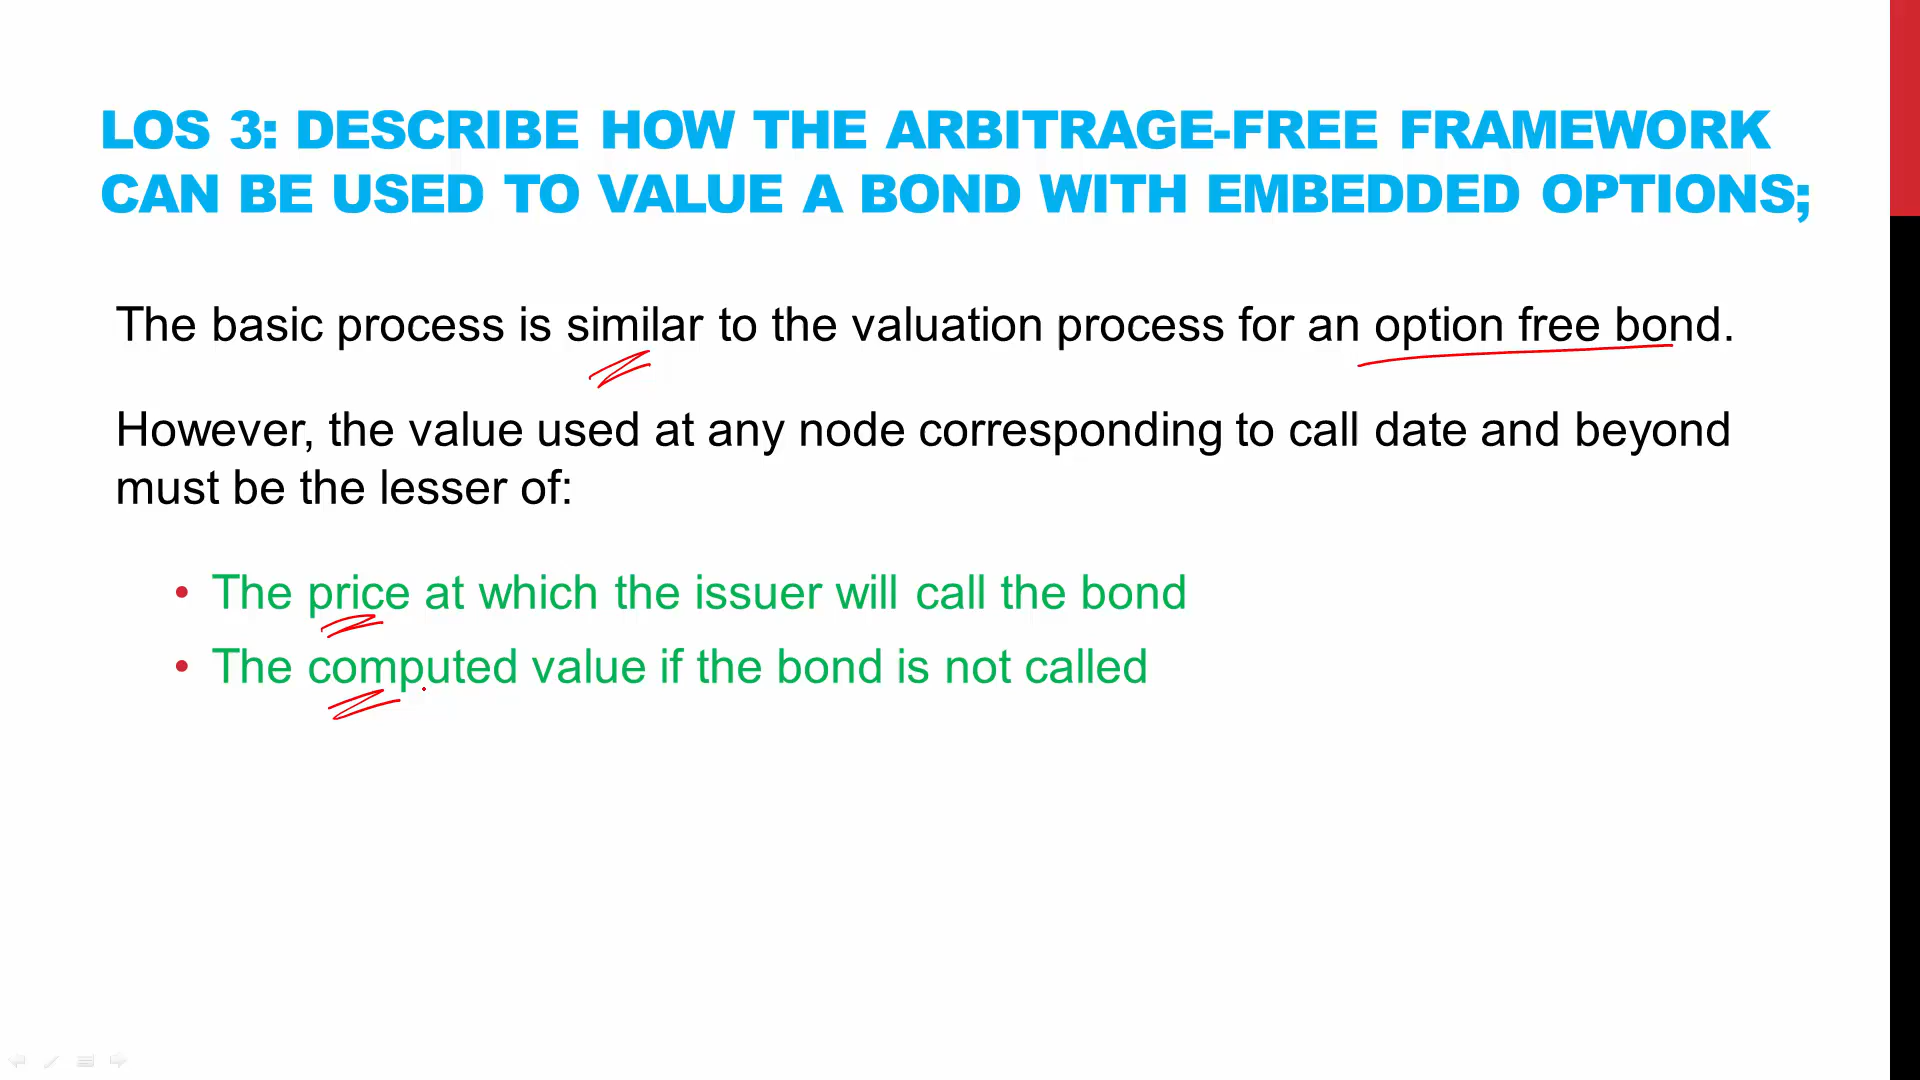 LOS 3: DESCRIBE HOW THE ARBITRAGE-FREE FRAMEWORK
CAN BE USED TO VALUE A BOND WITH EMBEDDED OPTIONS;
The basic process is similar to the valuation process for an option free bond.
However, the value used at any node corresponding to call date and beyond
must be the lesser of:
• The price at which the issuer will call the bond
• The computed value if the bond is not called